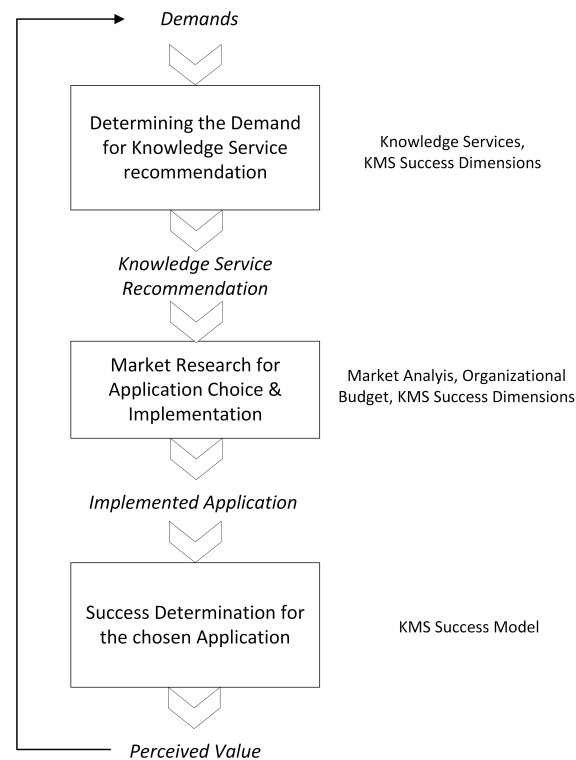 Demands
Determining the Demand
for Knowledge Service
recommendation
Knowledge Services,
KMS Success Dimensions
Knowledge Service
Recommendation
Market Research for
Application Choice &
Implementation
Market Analyis, Organizational
Budget, KMS Success Dimensions
Implemented Application
Success Determination for
the chosen Application
KMS Success Model
Perceived Value